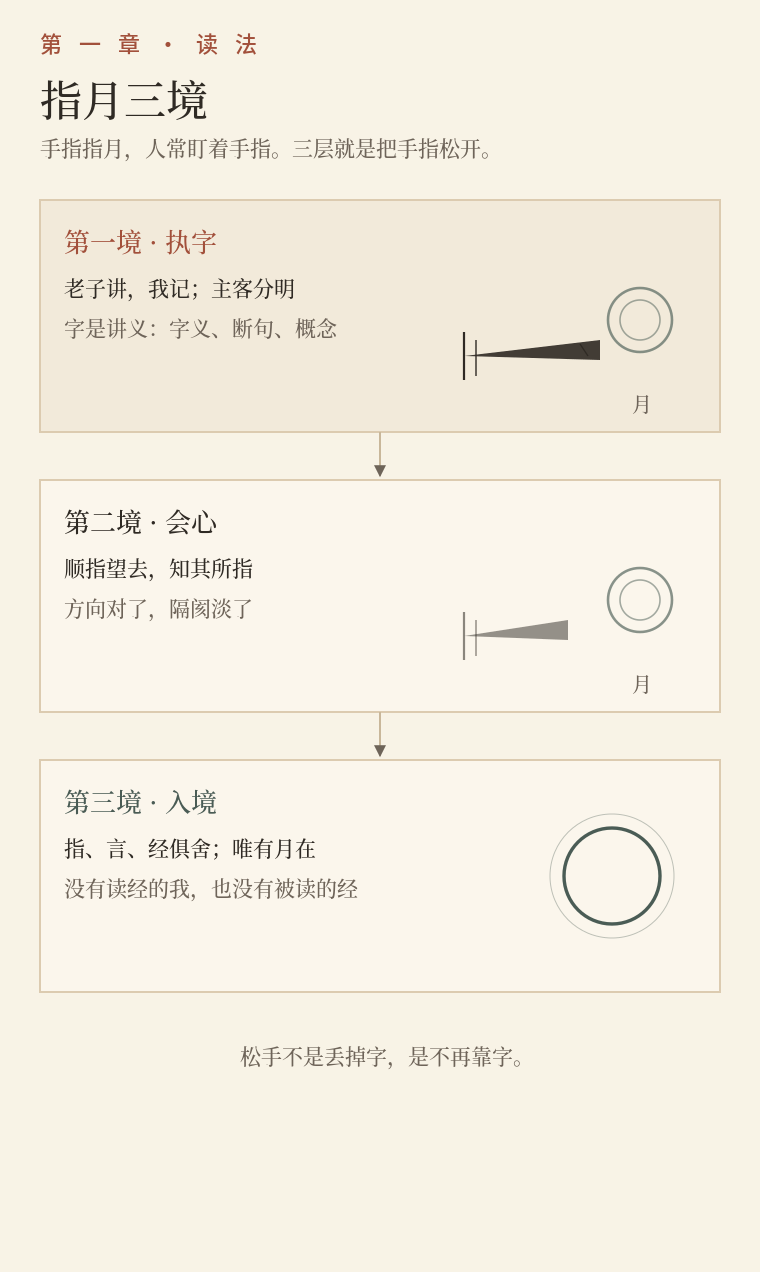 第一章·读法
指月三境
手指指月，人常盯着手指。三层就是把手指松开。
第一境·执字
老子讲，我记；主客分明
字是讲义：字义、断句、概念
月
第二境·会心
顺指望去，知其所指
方向对了，隔阂淡了
月
第三境·入境
指、言、经俱舍；唯有月在
没有读经的我，也没有被读的经
松手不是丢掉字，是不再靠字。